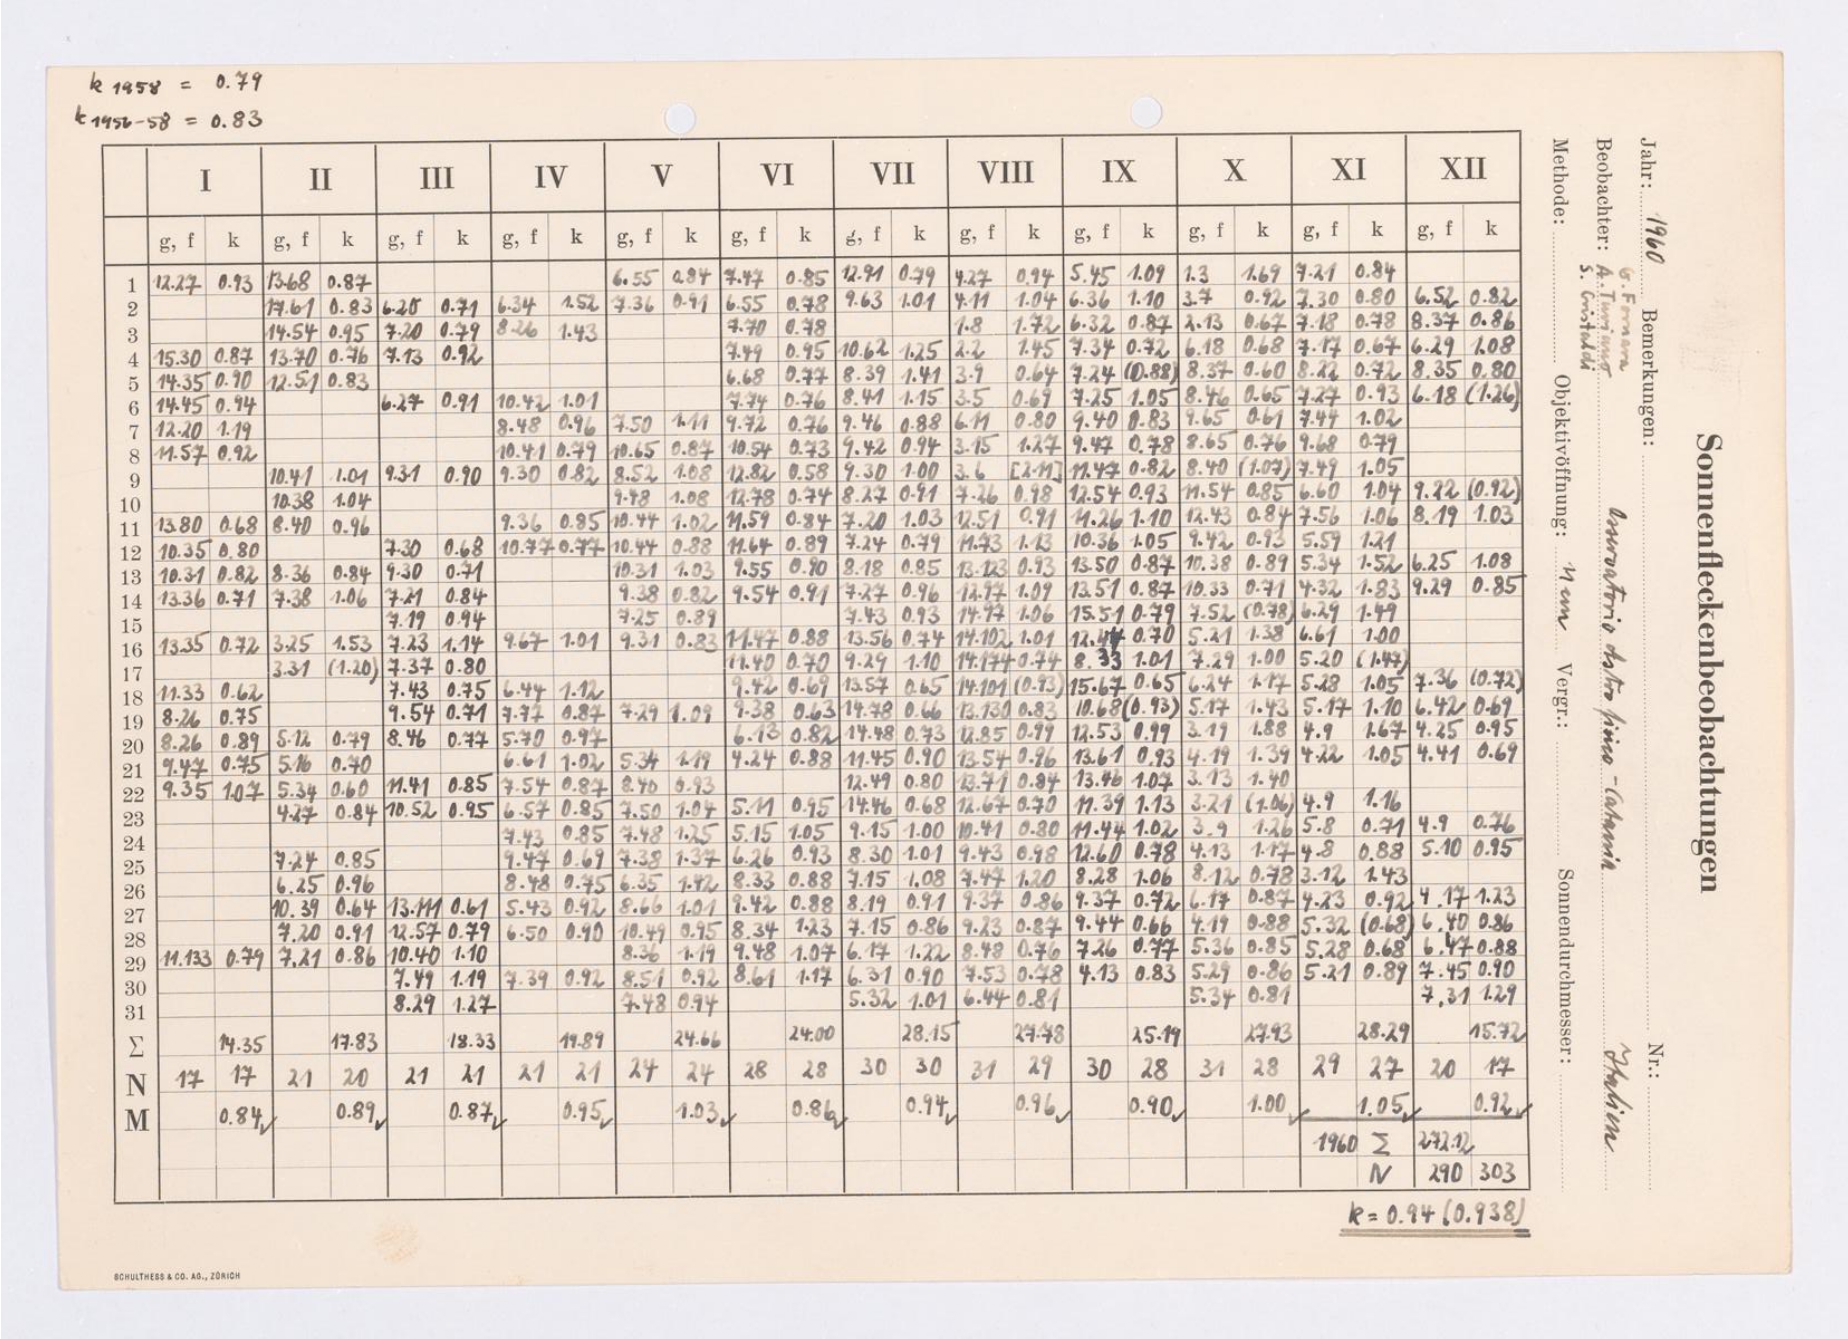 k 1958 = 0.79
k 1956-58 = 0.83
I II III IV V VI VII VIII IX X XI XII
g, f k g, f k g, f k g, f k g, f k g, f k g, f k g, f k g, f k g, f k g, f k g, f k
1 12.27 0.93 13.68 0.87 6.55 0.84 7.47 0.85 12.91 0.79 4.27 0.94 5.45 1.09 1.3 1.69 7.21 0.84
2 17.61 0.83 6.20 0.71 6.34 1.52 7.36 0.91 6.55 0.78 9.63 1.01 4.11 1.04 6.36 1.10 3.7 0.92 7.30 0.80 6.52 0.82
3 14.54 0.95 7.20 0.79 8.26 1.43 7.70 0.78 1.8 1.72 6.32 0.87 2.13 0.67 7.18 0.78 8.37 0.86
4 15.30 0.87 13.70 0.76 7.13 0.92 7.49 0.95 10.62 1.25 2.2 1.45 7.34 0.72 6.18 0.68 7.17 0.67 6.29 1.08
5 14.35 0.90 12.51 0.83 6.68 0.77 8.39 1.41 3.9 0.64 7.24 (0.88) 8.37 0.60 8.22 0.72 8.35 0.80
6 14.45 0.94 6.27 0.91 10.42 1.01 7.74 0.76 8.41 1.15 3.5 0.69 7.25 1.05 8.46 0.65 7.27 0.93 6.18 (1.26)
7 12.20 1.19 8.48 0.96 7.50 1.11 9.72 0.76 9.46 0.88 6.11 0.80 9.40 0.83 9.65 0.61 7.44 1.02
8 11.57 0.92 10.41 0.79 10.65 0.87 10.54 0.73 9.42 0.94 3.15 1.27 9.47 0.78 8.65 0.76 9.68 0.79
9 10.41 1.01 9.31 0.90 9.30 0.82 8.52 1.08 12.82 0.58 9.30 1.00 3.6 [2.11] 11.47 0.82 8.40 (1.07) 7.49 1.05
10 10.38 1.04 9.48 1.08 12.78 0.74 8.27 0.91 7.26 0.98 12.54 0.93 11.54 0.85 6.60 1.04 9.22 (0.92)
11 13.80 0.68 8.40 0.96 9.36 0.85 10.44 1.02 11.59 0.84 7.20 1.03 12.51 0.91 11.26 1.10 12.43 0.84 7.56 1.06 8.19 1.03
12 10.35 0.80 7.30 0.68 10.77 0.77 10.44 0.88 11.64 0.89 7.24 0.79 11.73 1.13 10.36 1.05 9.42 0.93 5.59 1.21
13 10.31 0.82 8.36 0.84 9.30 0.71 10.31 1.03 9.55 0.90 8.18 0.85 13.123 0.93 13.50 0.87 10.38 0.89 5.34 1.52 6.25 1.08
14 13.36 0.71 7.38 1.06 7.21 0.84 9.38 0.82 9.54 0.91 7.27 0.96 12.97 1.09 13.51 0.87 10.33 0.71 4.32 1.83 9.29 0.85
15 7.19 0.94 7.25 0.89 7.43 0.93 14.97 1.06 15.51 0.79 7.52 (0.78) 6.29 1.49
16 13.35 0.72 3.25 1.53 7.23 1.14 9.67 1.01 9.31 0.83 11.47 0.88 13.56 0.74 14.102 1.01 12.44 0.70 5.21 1.38 6.61 1.00
17 3.31 (1.20) 7.37 0.80 11.40 0.70 9.29 1.10 14.174 0.74 8.33 1.01 7.29 1.00 5.20 (1.47)
18 11.33 0.62 7.43 0.75 6.44 1.12 9.42 0.69 13.57 0.65 14.101 (0.93) 15.67 0.65 6.24 1.17 5.28 1.05 7.36 (0.72)
19 8.26 0.75 9.54 0.71 7.77 0.87 7.29 1.09 9.38 0.63 14.78 0.66 13.130 0.83 10.68 (0.93) 5.17 1.43 5.17 1.10 6.42 0.69
20 8.26 0.89 5.12 0.79 8.46 0.77 5.70 0.97 6.13 0.82 14.48 0.73 12.85 0.99 12.53 0.99 3.19 1.88 4.9 1.67 4.25 0.95
21 9.47 0.75 5.16 0.70 6.61 1.02 5.34 1.19 4.24 0.88 11.45 0.90 13.54 0.96 13.61 0.93 4.19 1.39 4.22 1.05 4.41 0.69
22 9.35 1.07 5.34 0.60 11.41 0.85 7.54 0.87 8.40 0.93 12.49 0.80 13.71 0.84 13.46 1.07 3.13 1.40
23 4.27 0.84 10.52 0.95 6.57 0.85 7.50 1.04 5.11 0.95 14.46 0.68 12.67 0.70 11.39 1.13 3.21 (1.06) 4.9 1.16
24 7.43 0.85 7.48 1.25 5.15 1.05 9.15 1.00 10.41 0.80 11.44 1.02 3.9 1.26 5.8 0.71 4.9 0.76
25 7.24 0.85 9.47 0.69 7.38 1.37 6.26 0.93 8.30 1.01 9.43 0.98 12.60 0.78 4.13 1.17 4.8 0.88 5.10 0.95
26 6.25 0.96 8.48 0.75 6.35 1.42 8.33 0.88 7.15 1.08 7.47 1.20 8.28 1.06 8.12 0.78 3.12 1.43
27 10.39 0.64 13.111 0.61 5.43 0.92 8.66 1.01 9.42 0.88 8.19 0.91 9.37 0.86 9.37 0.72 6.17 0.87 4.23 0.92 4.17 1.23
28 7.20 0.91 12.57 0.79 6.50 0.90 10.49 0.95 8.34 1.23 7.15 0.86 9.23 0.87 9.44 0.66 4.19 0.88 5.32 (0.68) 6.40 0.86
29 11.133 0.79 7.21 0.86 10.40 1.10 8.36 1.19 9.48 1.07 6.17 1.22 8.48 0.76 7.26 0.77 5.36 0.85 5.28 0.68 6.47 0.88
30 7.49 1.19 7.39 0.92 8.51 0.92 8.61 1.17 6.31 0.90 7.53 0.78 4.13 0.83 5.29 0.86 5.21 0.89 7.45 0.90
31 8.29 1.27 7.48 0.94 5.32 1.01 6.44 0.81 5.34 0.81 7.31 1.29
Σ 14.35 17.83 18.33 19.89 24.66 24.00 28.15 27.78 25.19 27.93 28.29 15.72
N 17 17 21 20 21 21 21 21 24 24 28 28 30 30 31 29 30 28 31 28 29 27 20 17
M 0.84 0.89 0.87 0.95 1.03 0.86 0.94 0.96 0.90 1.00 1.05 0.92
1960 Σ 272.12
N 290 303
k = 0.94 (0.938)
SCHULTHESS & CO. AG., ZÜRICH
Sonnenfleckenbeobachtungen
Jahr: 1960 Bemerkungen: Nr.:
G. Fornara
Beobachter: A. Turiano Osservatorio Astrofisico - Catania Italien
S. Cristaldi
Methode: Objektivöffnung: 11 cm Vergr.: Sonnendurchmesser: